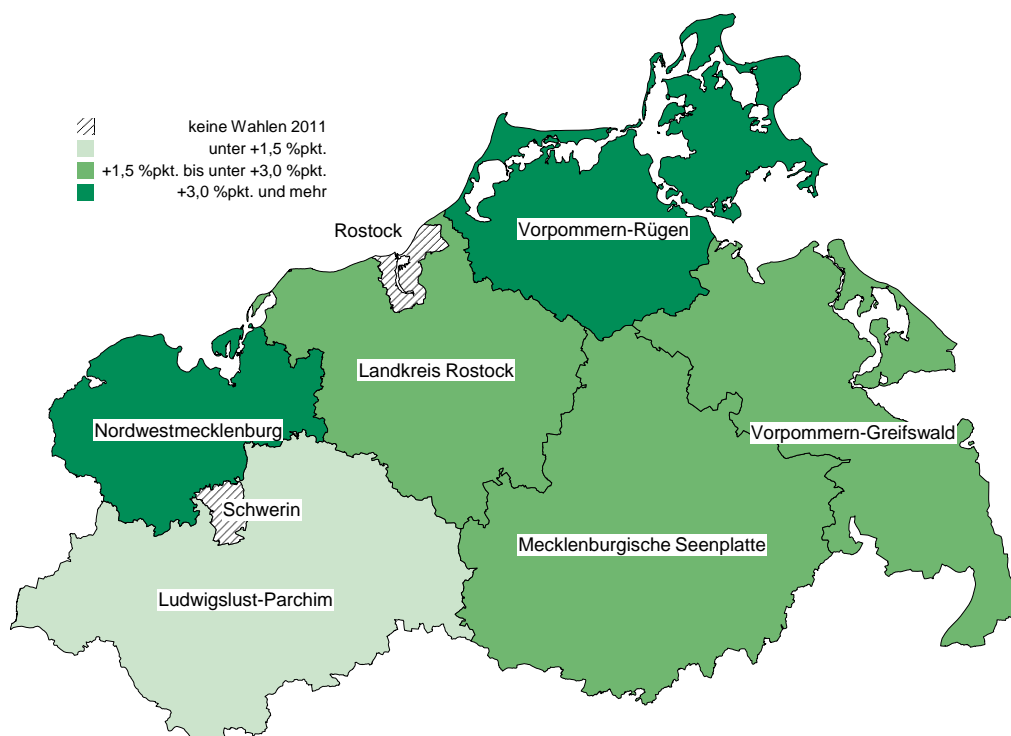 keine Wahlen 2011
unter +1,5 %pkt.
+1,5 %pkt. bis unter +3,0 %pkt.
+3,0 %pkt. und mehr
Rostock
Vorpommern-Rügen
Landkreis Rostock
Nordwestmecklenburg
Vorpommern-Greifswald
Schwerin
Mecklenburgische Seenplatte
Ludwigslust-Parchim